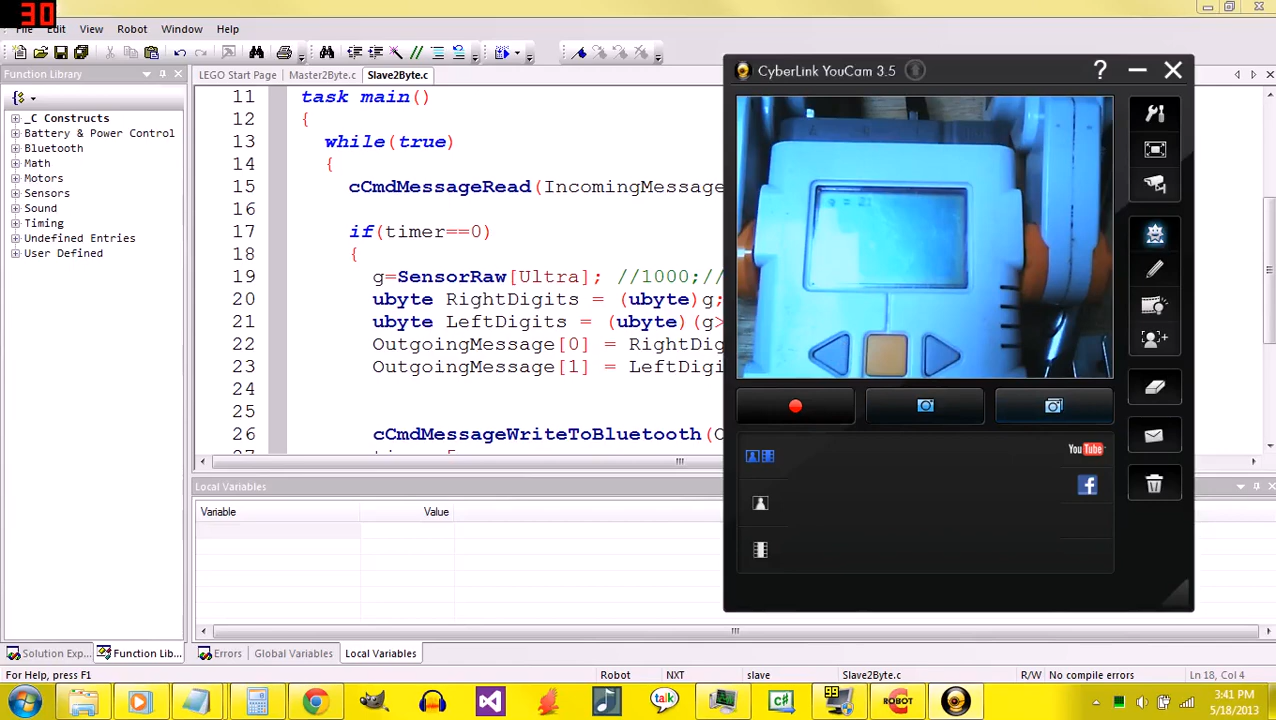 30
File Edit View Robot Window Help
Function Library
LEGO Start Page Master2Byte.c Slave2Byte.c
_C Constructs
Battery & Power Control
Bluetooth
Math
Motors
Sensors
Sound
Timing
Undefined Entries
User Defined
11 task main()
12 {
13 while(true)
14 {
15 cCmdMessageRead(IncomingMessage
16
17 if(timer==0)
18 {
19 g=SensorRaw[Ultra]; //1000;//
20 ubyte RightDigits = (ubyte)g;
21 ubyte LeftDigits = (ubyte)(g>
22 OutgoingMessage[0] = RightDig
23 OutgoingMessage[1] = LeftDigi
24
25
26 cCmdMessageWriteToBluetooth(O
CyberLink YouCam 3.5
g = 21
YouTube
f
Local Variables
Variable Value
Solution Exp... Function Lib... Errors Global Variables Local Variables
For Help, press F1 Robot NXT slave Slave2Byte.c R/W No compile errors Ln 18, Col 4
talk
C#
99
ROBOT
3:41 PM
5/18/2013